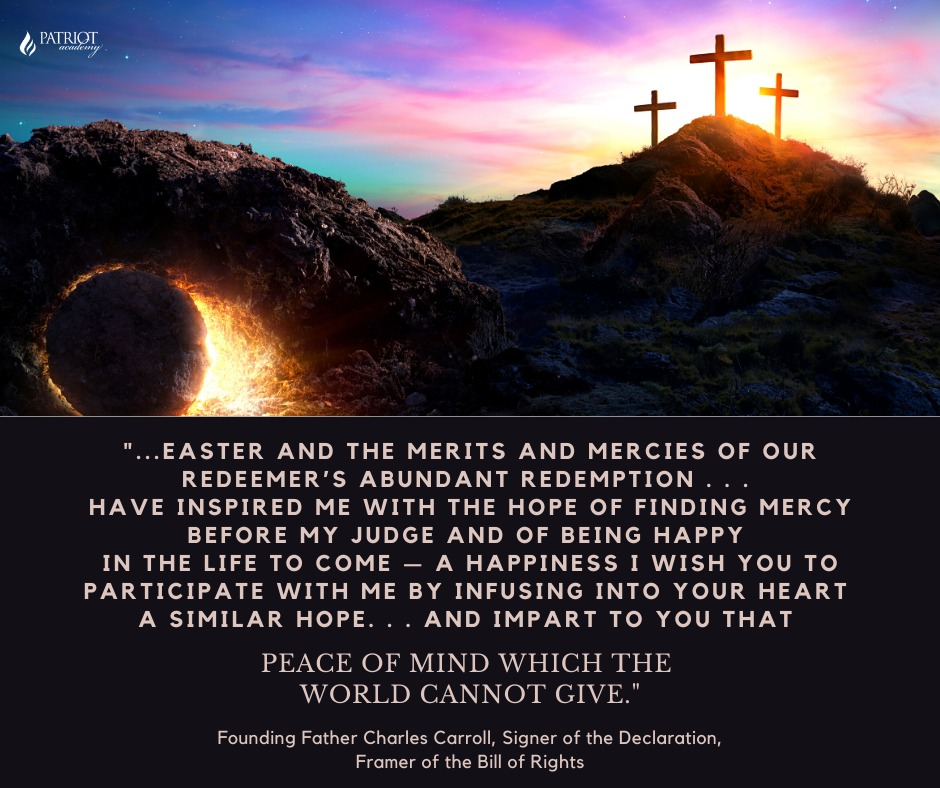 PATRIOT
academy
"...EASTER AND THE MERITS AND MERCIES OF OUR
REDEEMER’S ABUNDANT REDEMPTION . . .
HAVE INSPIRED ME WITH THE HOPE OF FINDING MERCY
BEFORE MY JUDGE AND OF BEING HAPPY
IN THE LIFE TO COME — A HAPPINESS I WISH YOU TO
PARTICIPATE WITH ME BY INFUSING INTO YOUR HEART
A SIMILAR HOPE. . . AND IMPART TO YOU THAT
PEACE OF MIND WHICH THE
WORLD CANNOT GIVE."
Founding Father Charles Carroll, Signer of the Declaration,
Framer of the Bill of Rights